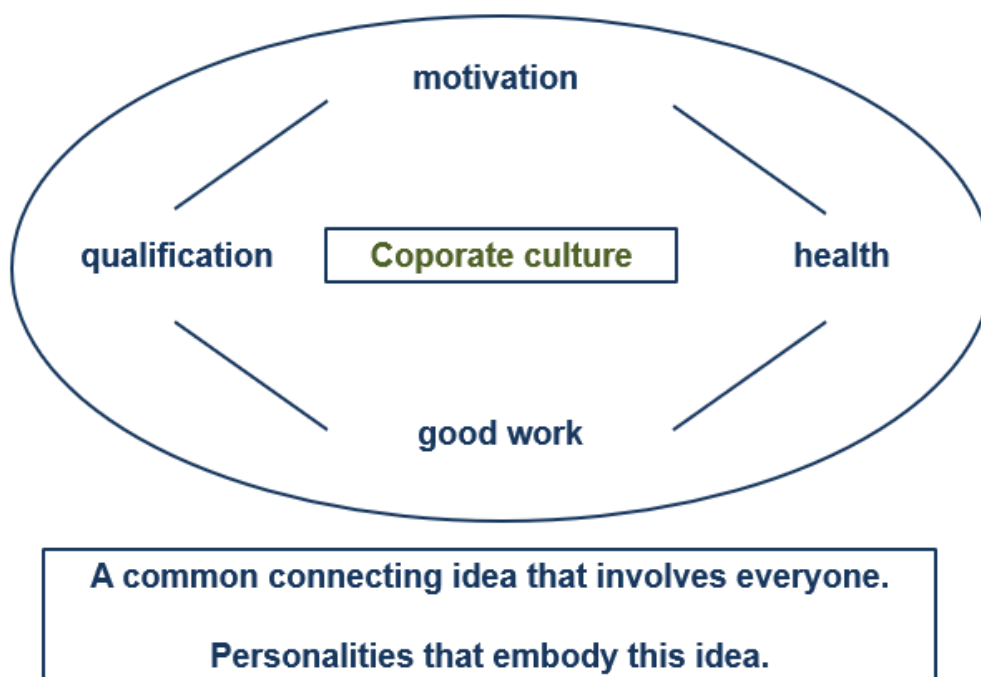 motivation
qualification
Coporate culture
health
good work
A common connecting idea that involves everyone.
Personalities that embody this idea.